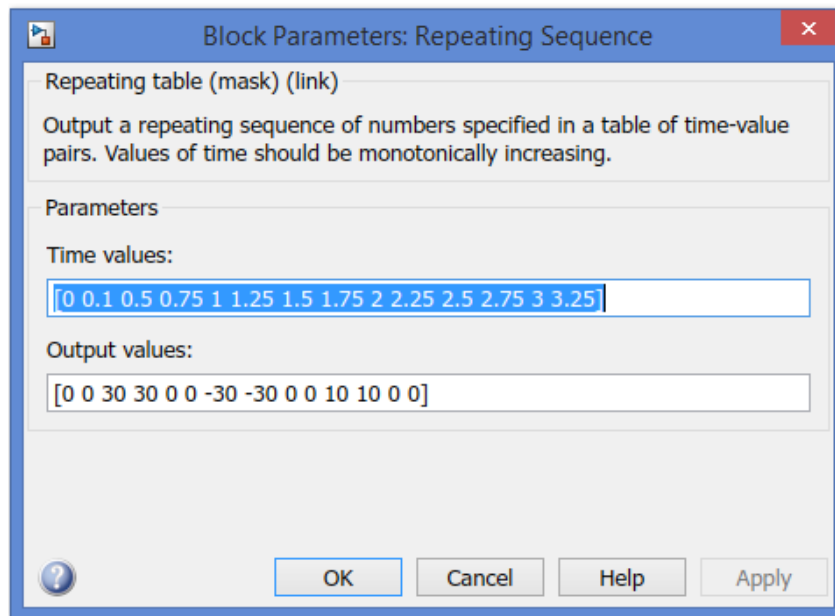 Block Parameters: Repeating Sequence
Repeating table (mask) (link)
Output a repeating sequence of numbers specified in a table of time-value
pairs. Values of time should be monotonically increasing.
Parameters
Time values:
[0 0.1 0.5 0.75 1 1.25 1.5 1.75 2 2.25 2.5 2.75 3 3.25]
Output values:
[0 0 30 30 0 0 -30 -30 0 0 10 10 0 0]
OK Cancel Help Apply